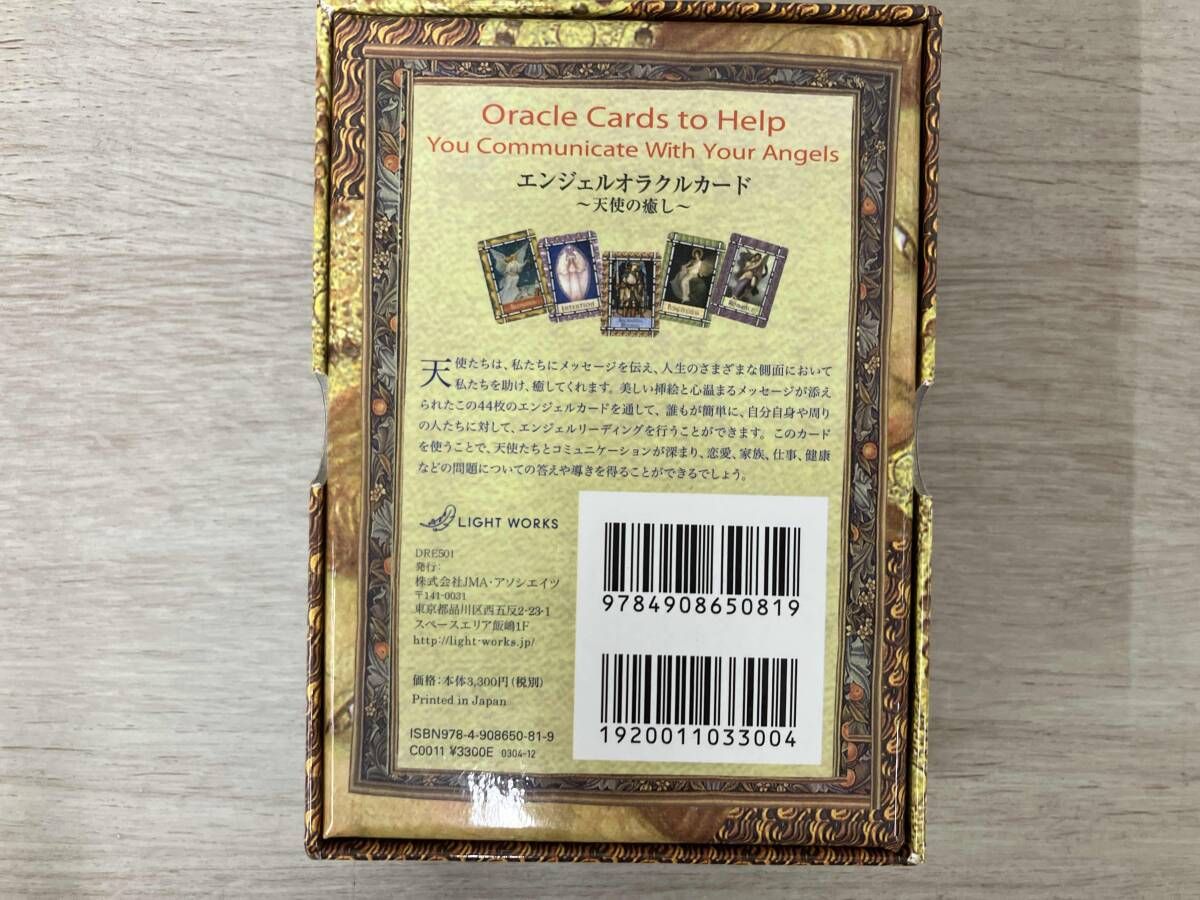 Oracle Cards to Help
You Communicate With Your Angels
エンジェルオラクルカード
～天使の癒し～
INTENTION
天使たちは、私たちにメッセージを伝え、人生のさまざまな側面において
私たちを助け、癒してくれます。美しい挿絵と心温まるメッセージが添え
られたこの44枚のエンジェルカードを通して、誰もが簡単に、自分自身や周り
の人たちに対して、エンジェルリーディングを行うことができます。このカード
を使うことで、天使たちとコミュニケーションが深まり、恋愛、家族、仕事、健康
などの問題についての答えや導きを得ることができるでしょう。
LIGHT WORKS
DRE501
発行:
株式会社JMA・アソシエイツ
〒141-0031
東京都品川区西五反2-23-1
スペースエリア飯嶋1F
http://light-works.jp/
価格:本体3,300円(税別)
Printed in Japan
ISBN978-4-908650-81-9
C0011 ¥3300E 0304-12
9784908650819
1920011033004